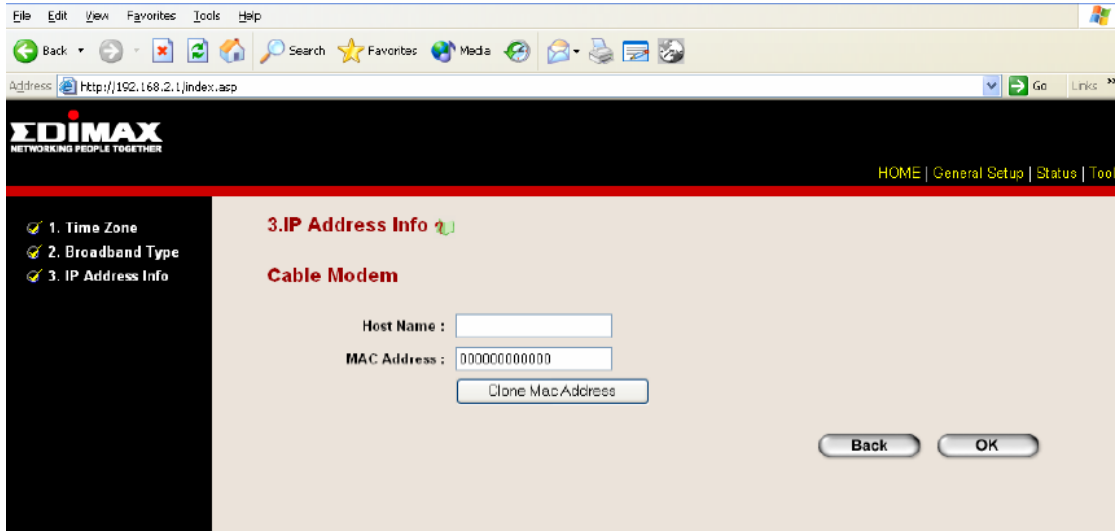 File Edit View Favorites Tools Help
Back Search Favorites Media
Address http://192.168.2.1/index.asp Go Links »
EDIMAX
NETWORKING PEOPLE TOGETHER
HOME | General Setup | Status | Tool
1. Time Zone
2. Broadband Type
3. IP Address Info
3.IP Address Info
Cable Modem
Host Name :
MAC Address : 000000000000
Clone Mac Address
Back OK